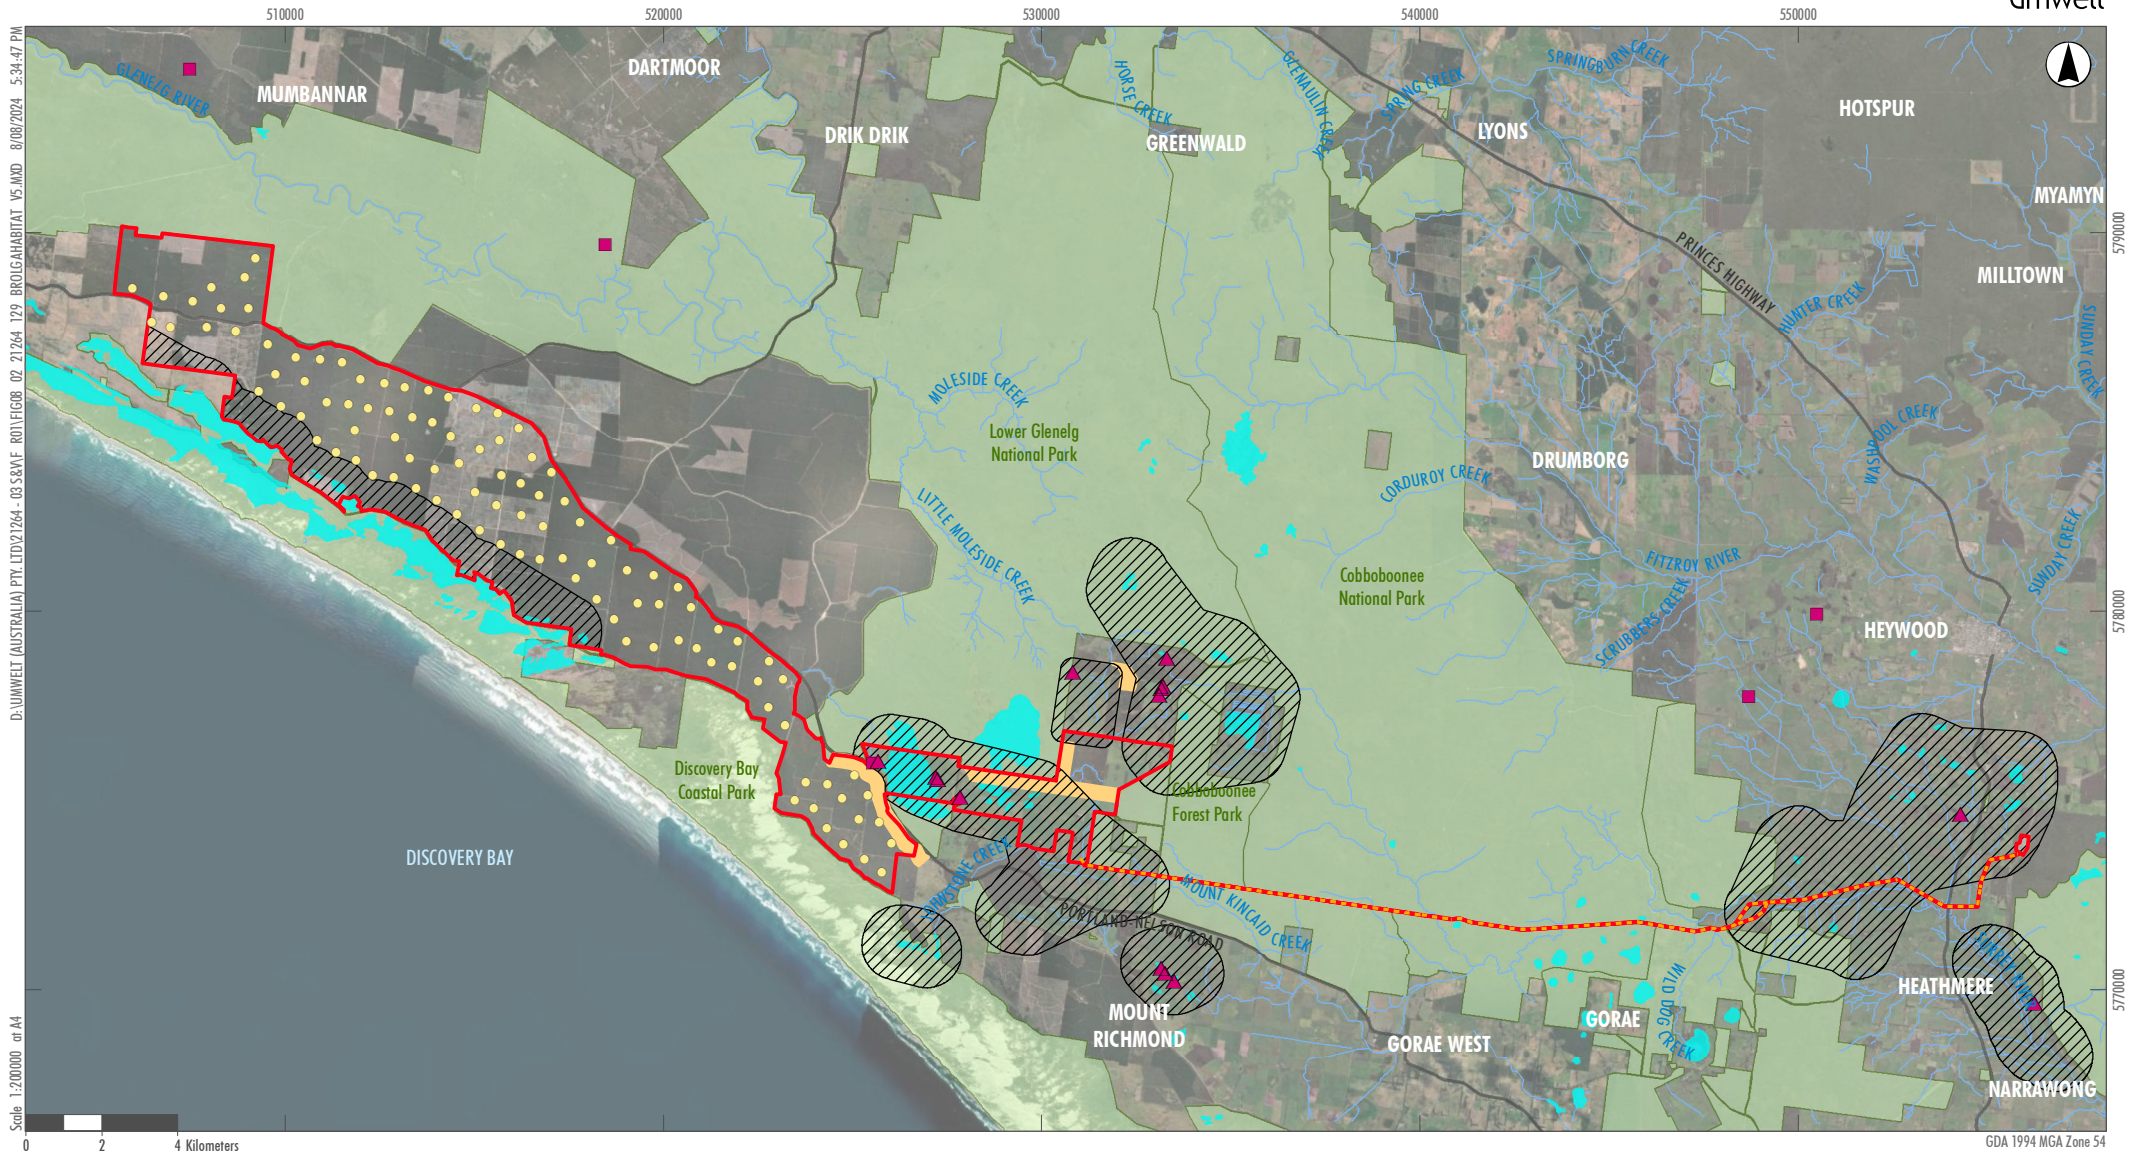 umwell
510000
520000
530000
540000
550000
D:\UMWELT (AUSTRALIA) PTY. LTD\21264 - 03 S&V\F R01\FIG08 02 21264 129 BROLGAHABITAT V5.MXD 8/08/2024 5:34:47 PM
GLENELG RIVER
MUMBANNAR
DARTMOOR
DRIK DRIK
HORSE CREEK
GREENWALD
GLENAULIN CREEK
SPRING CREEK
SPRINGBURN CREEK
LYONS
HOTSPUR
MYAMYN
5790000
PRINCES HIGHWAY
MILLTOWN
HUNTER CREEK
SUNDAY CREEK
MOLESIDE CREEK
Lower Glenelg
National Park
WASHPOOL CREEK
DRUMBORG
CORDUROY CREEK
LITTLE MOLESIDE CREEK
SUNDAY CREEK
FITZROY RIVER
Cobboboonee
National Park
SCRUBBERS CREEK
5780000
HEYWOOD
Discovery Bay
Coastal Park
Cobboboonee
Forest Park
DISCOVERY BAY
JOHNSTONE CREEK
MOUNT KINCAID CREEK
PORTLAND-NELSON ROAD
SURREY RIVER
WILD DOG CREEK
HEATHMERE
5770000
MOUNT
RICHMOND
GORAE
GORAE WEST
NARRAWONG
Scale 1:200000 at A4
0 2 4 Kilometers
GDA 1994 MGA Zone 54